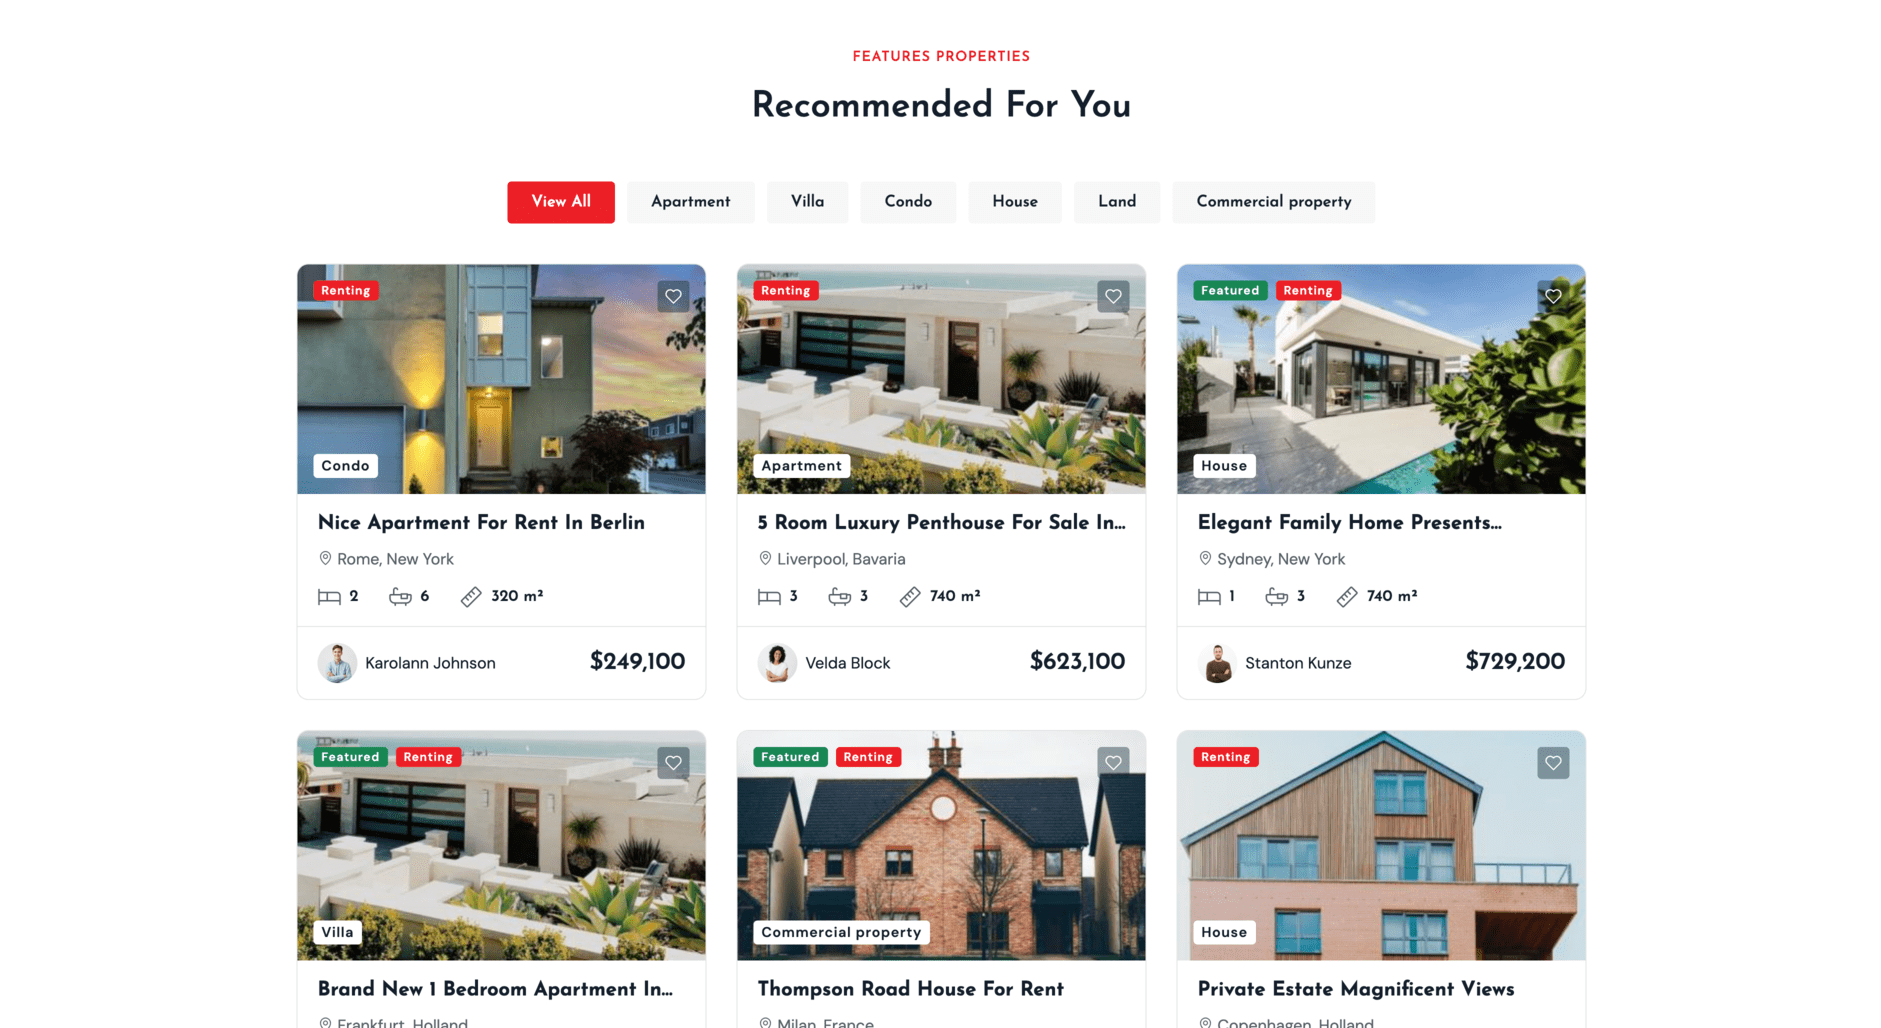 FEATURES PROPERTIES
Recommended For You
View All Apartment Villa Condo House Land Commercial property
Renting
Condo
Nice Apartment For Rent In Berlin
Rome, New York
2 6 320 m²
Karolann Johnson $249,100
Renting
Apartment
5 Room Luxury Penthouse For Sale In...
Liverpool, Bavaria
3 3 740 m²
Velda Block $623,100
Featured Renting
House
Elegant Family Home Presents...
Sydney, New York
1 3 740 m²
Stanton Kunze $729,200
Featured Renting
Villa
Brand New 1 Bedroom Apartment In...
Frankfurt, Holland
Featured Renting
Commercial property
Thompson Road House For Rent
Milan, France
Renting
House
Private Estate Magnificent Views
Copenhagen, Holland